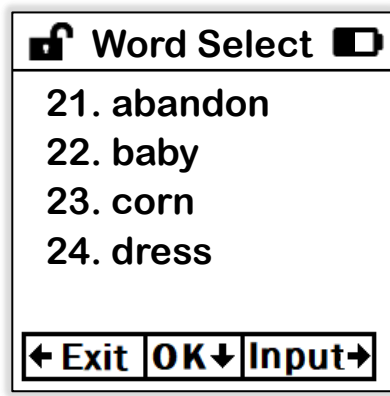 Word Select
21. abandon
22. baby
23. corn
24. dress
← Exit OK↓ Input→